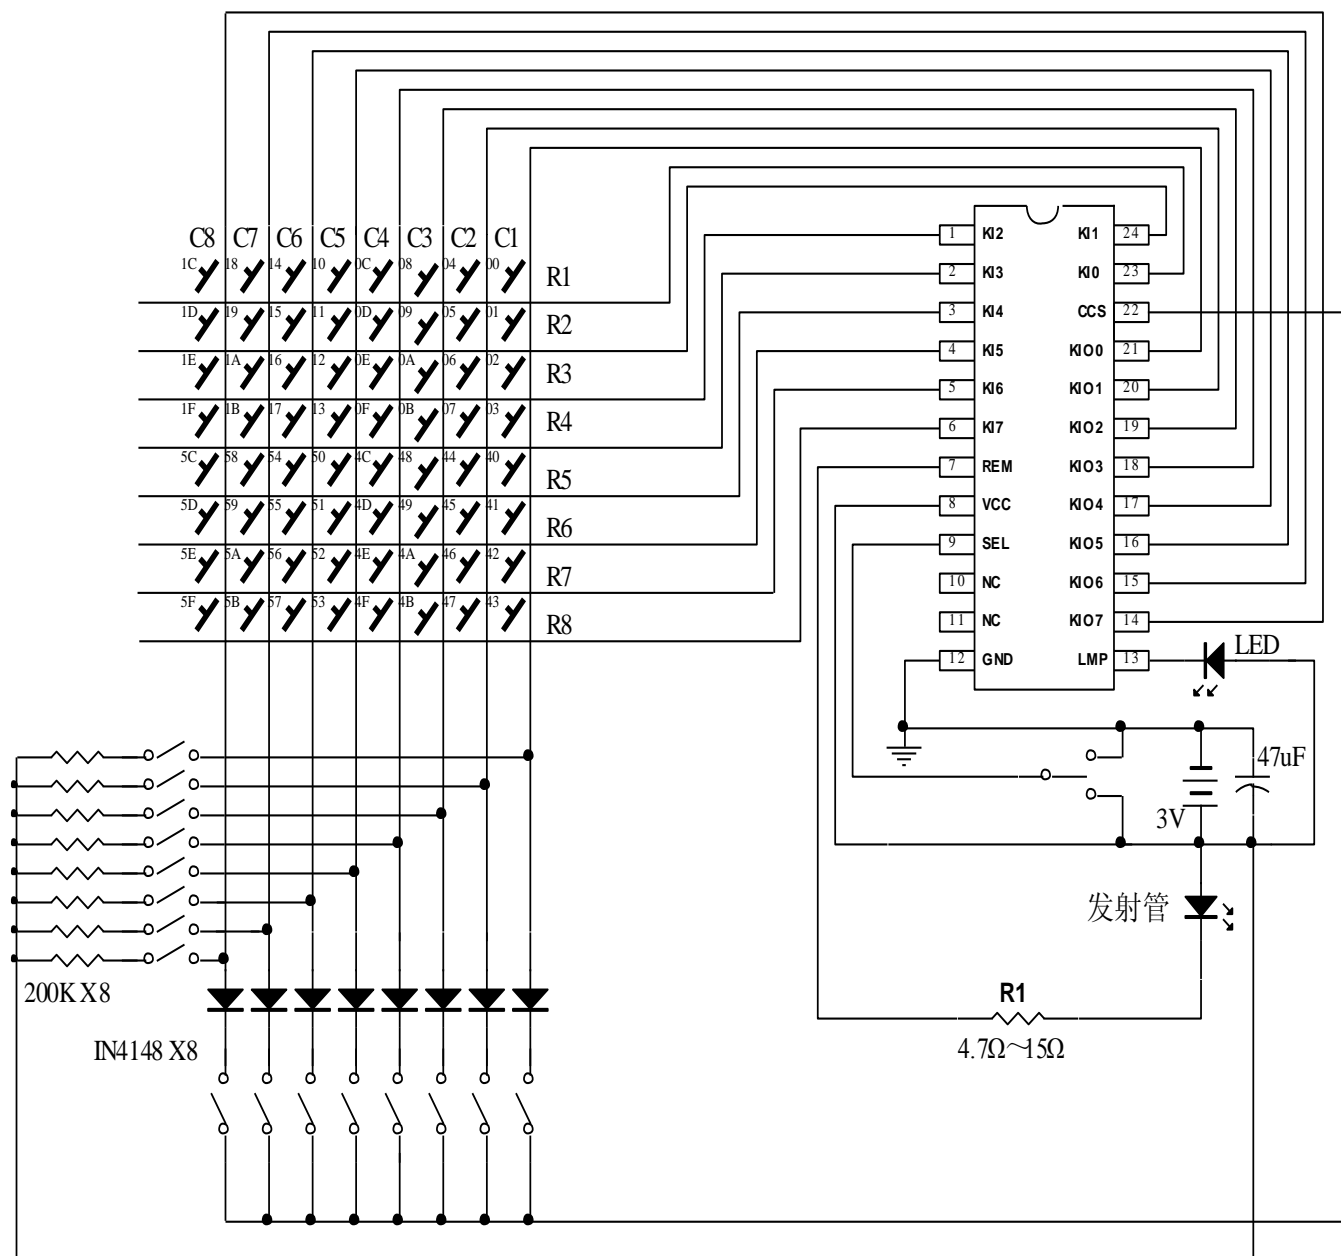 C8 C7 C6 C5 C4 C3 C2 C1
1C 18 14 10 0C 08 04 00 R1
1D 19 15 11 0D 09 05 01 R2
1E 1A 16 12 0E 0A 06 02 R3
1F 1B 17 13 0F 0B 07 03 R4
5C 58 54 50 4C 48 44 40 R5
5D 59 55 51 4D 49 45 41 R6
5E 5A 56 52 4E 4A 46 42 R7
5F 5B 57 53 4F 4B 47 43 R8
1 KI2 KI1 24
2 KI3 KI0 23
3 KI4 CCS 22
4 KI5 KIO0 21
5 KI6 KIO1 20
6 KI7 KIO2 19
7 REM KIO3 18
8 VCC KIO4 17
9 SEL KIO5 16
10 NC KIO6 15
11 NC KIO7 14
12 GND LMP 13
LED
47uF
3V
发射管
R1
4.7Ω~15Ω
200K X8
IN4148 X8